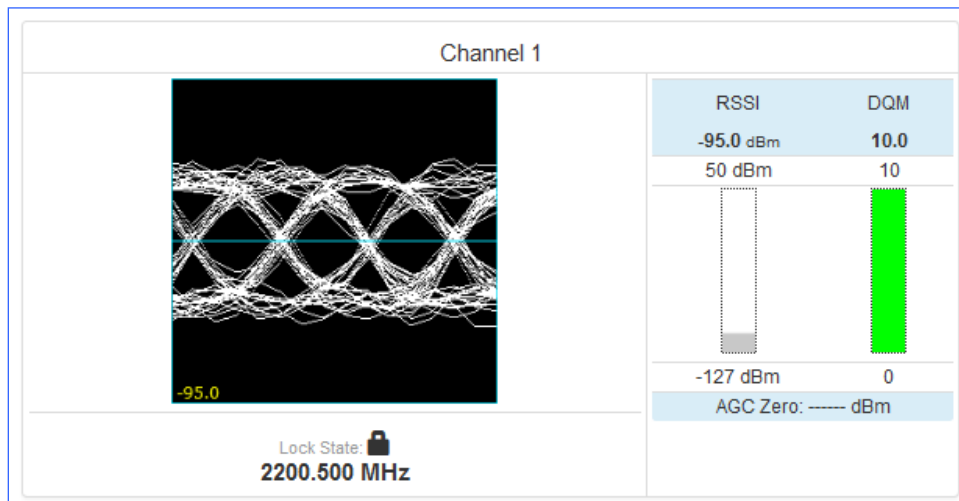 Channel 1
-95.0
Lock State:
2200.500 MHz
RSSI DQM
-95.0 dBm 10.0
50 dBm 10
-127 dBm 0
AGC Zero: ------ dBm